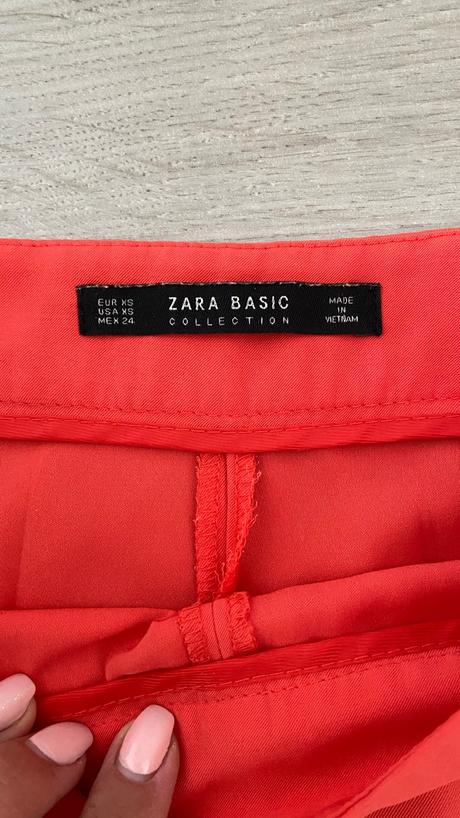 EUR XS
USA XS
MEX 24
ZARA BASIC
COLLECTION
MADE
IN
VIETNAM